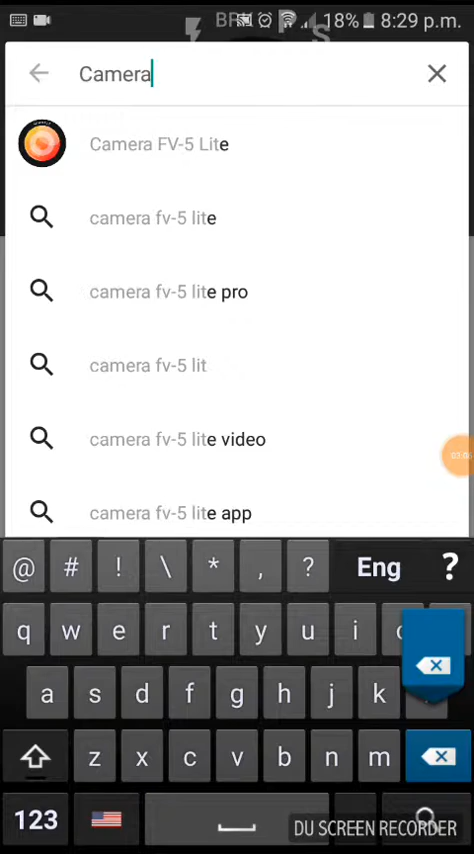 18% 8:29 p.m.
Camera
Camera FV-5 Lite
camera fv-5 lite
camera fv-5 lite pro
camera fv-5 lit
camera fv-5 lite video
camera fv-5 lite app
@ # ! \ * , ? Eng ?
q w e r t y u i
a s d f g h j k
z x c v b n m
123
DU SCREEN RECORDER